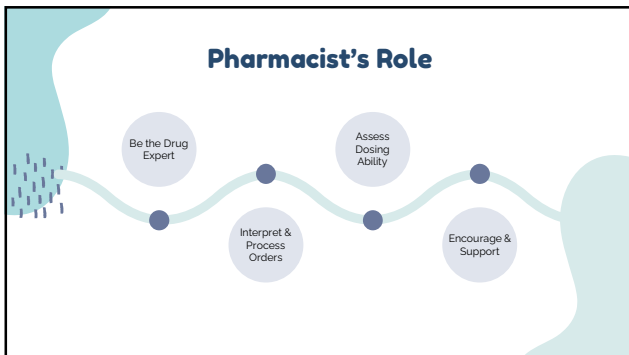 Pharmacist's Role
Be the Drug
Expert
Interpret &
Process
Orders
Assess
Dosing
Ability
Encourage &
Support